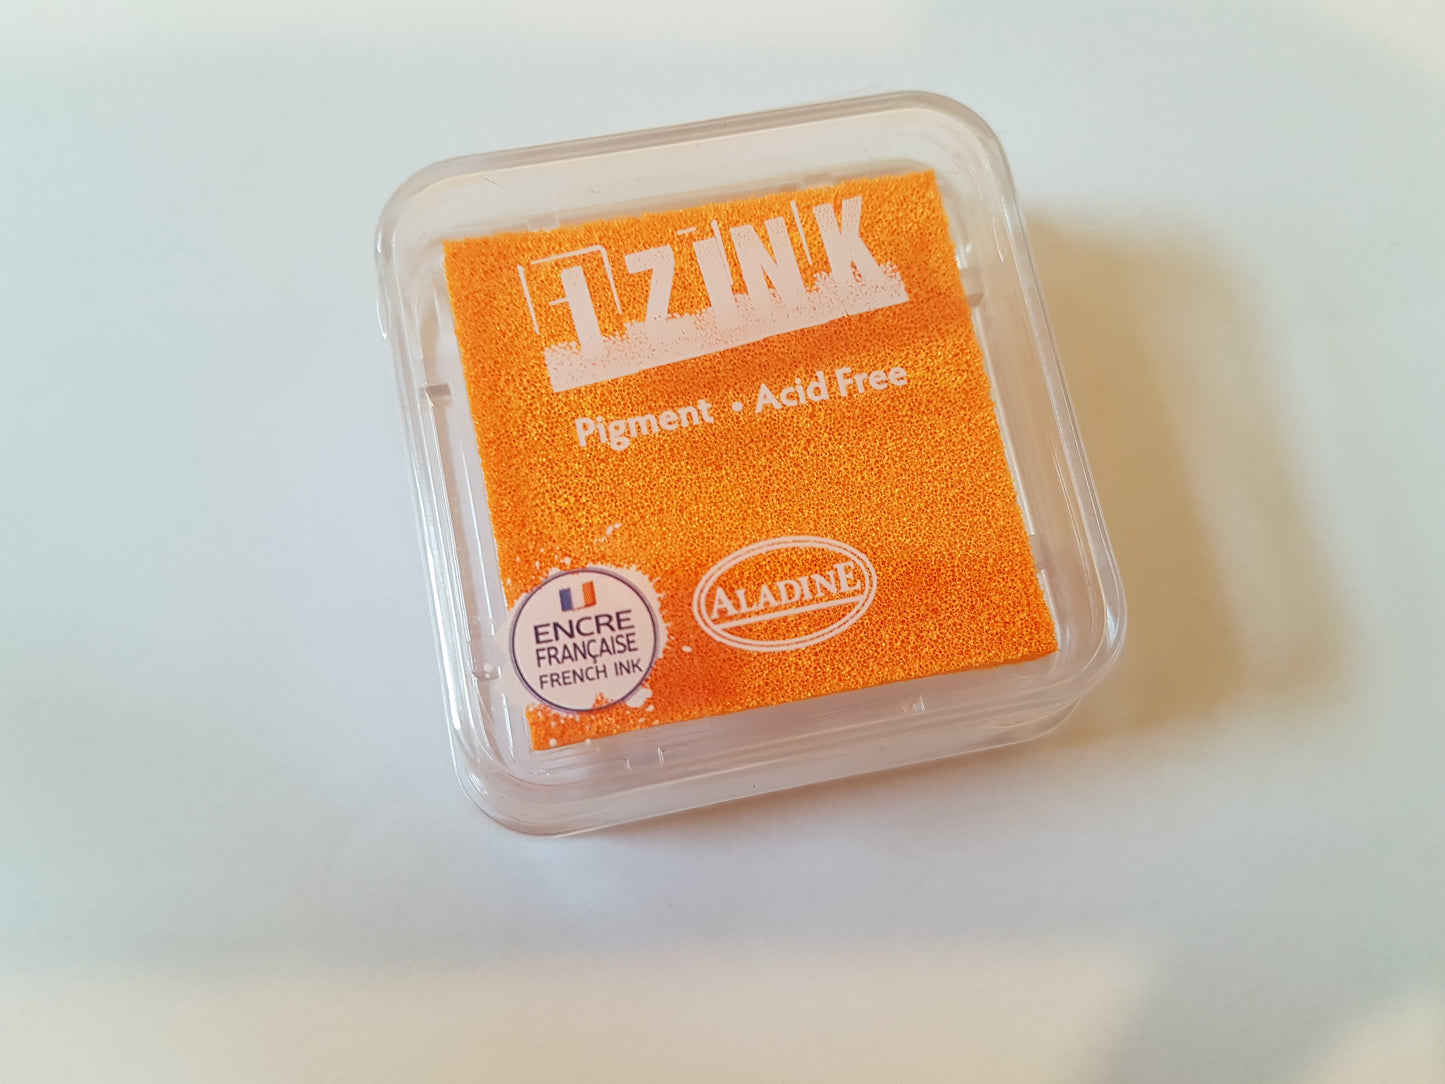 IZINK
Pigment • Acid Free
ALADINE
ENCRE
FRANÇAISE
FRENCH INK